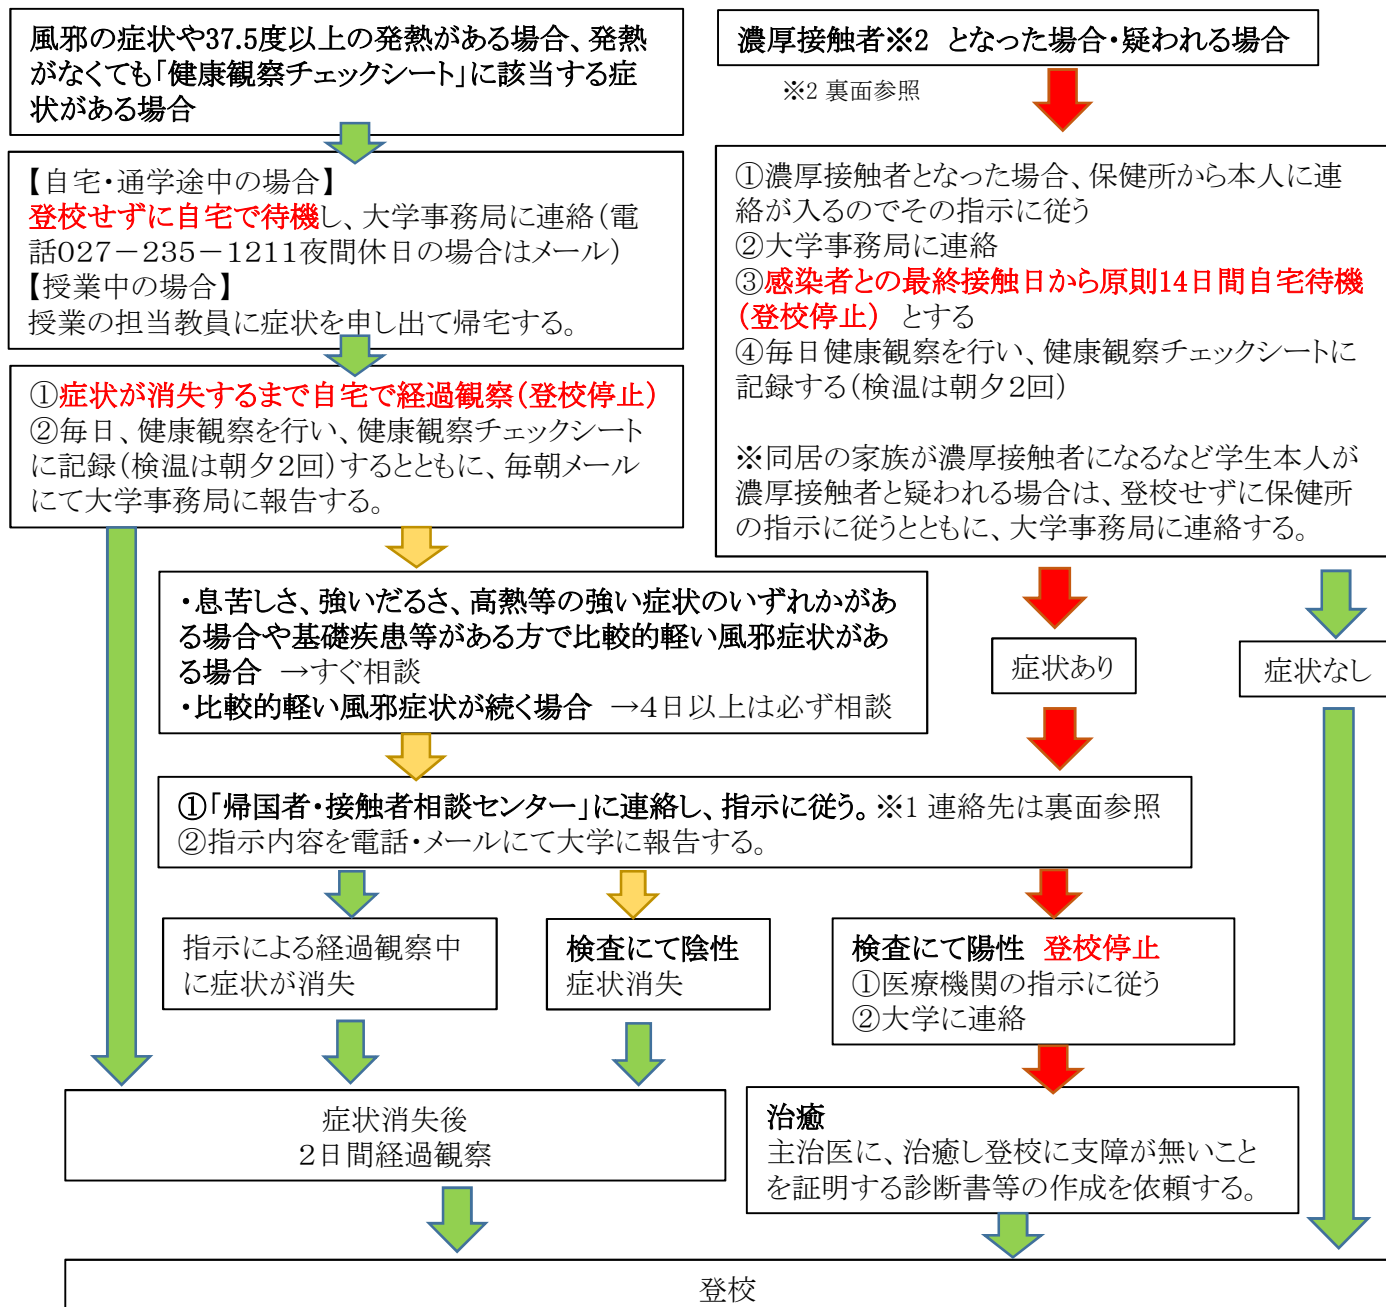 風邪の症状や37.5度以上の発熱がある場合、発熱
がなくても「健康観察チェックシート」に該当する症
状がある場合
濃厚接触者※2 となった場合・疑われる場合
※2 裏面参照
【自宅・通学途中の場合】
登校せずに自宅で待機し、大学事務局に連絡(電
話027-235-1211夜間休日の場合はメール)
【授業中の場合】
授業の担当教員に症状を申し出て帰宅する。
①濃厚接触者となった場合、保健所から本人に連
絡が入るのでその指示に従う
②大学事務局に連絡
③感染者との最終接触日から原則14日間自宅待機
(登校停止) とする
④毎日健康観察を行い、健康観察チェックシートに
記録する(検温は朝夕2回)
※同居の家族が濃厚接触者になるなど学生本人が
濃厚接触者と疑われる場合は、登校せずに保健所
の指示に従うとともに、大学事務局に連絡する。
①症状が消失するまで自宅で経過観察(登校停止)
②毎日、健康観察を行い、健康観察チェックシート
に記録(検温は朝夕2回)するとともに、毎朝メール
にて大学事務局に報告する。
・息苦しさ、強いだるさ、高熱等の強い症状のいずれかがあ
る場合や基礎疾患等がある方で比較的軽い風邪症状があ
る場合 →すぐ相談
・比較的軽い風邪症状が続く場合 →4日以上は必ず相談
症状あり
症状なし
①「帰国者・接触者相談センター」に連絡し、指示に従う。※1 連絡先は裏面参照
②指示内容を電話・メールにて大学に報告する。
指示による経過観察中
に症状が消失
検査にて陰性
症状消失
検査にて陽性 登校停止
①医療機関の指示に従う
②大学に連絡
症状消失後
2日間経過観察
治癒
主治医に、治癒し登校に支障が無いこと
を証明する診断書等の作成を依頼する。
登校